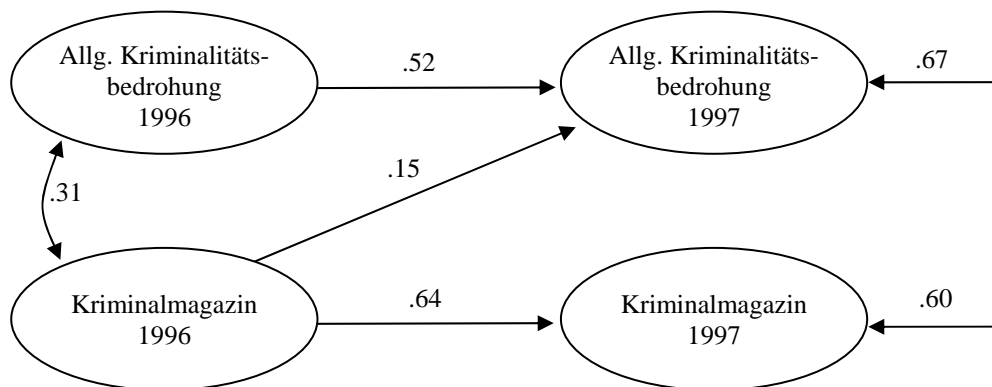 Allg. Kriminalitäts-
bedrohung
1996
.52
Allg. Kriminalitäts-
bedrohung
1997
.67
.31
.15
Kriminalmagazin
1996
.64
Kriminalmagazin
1997
.60